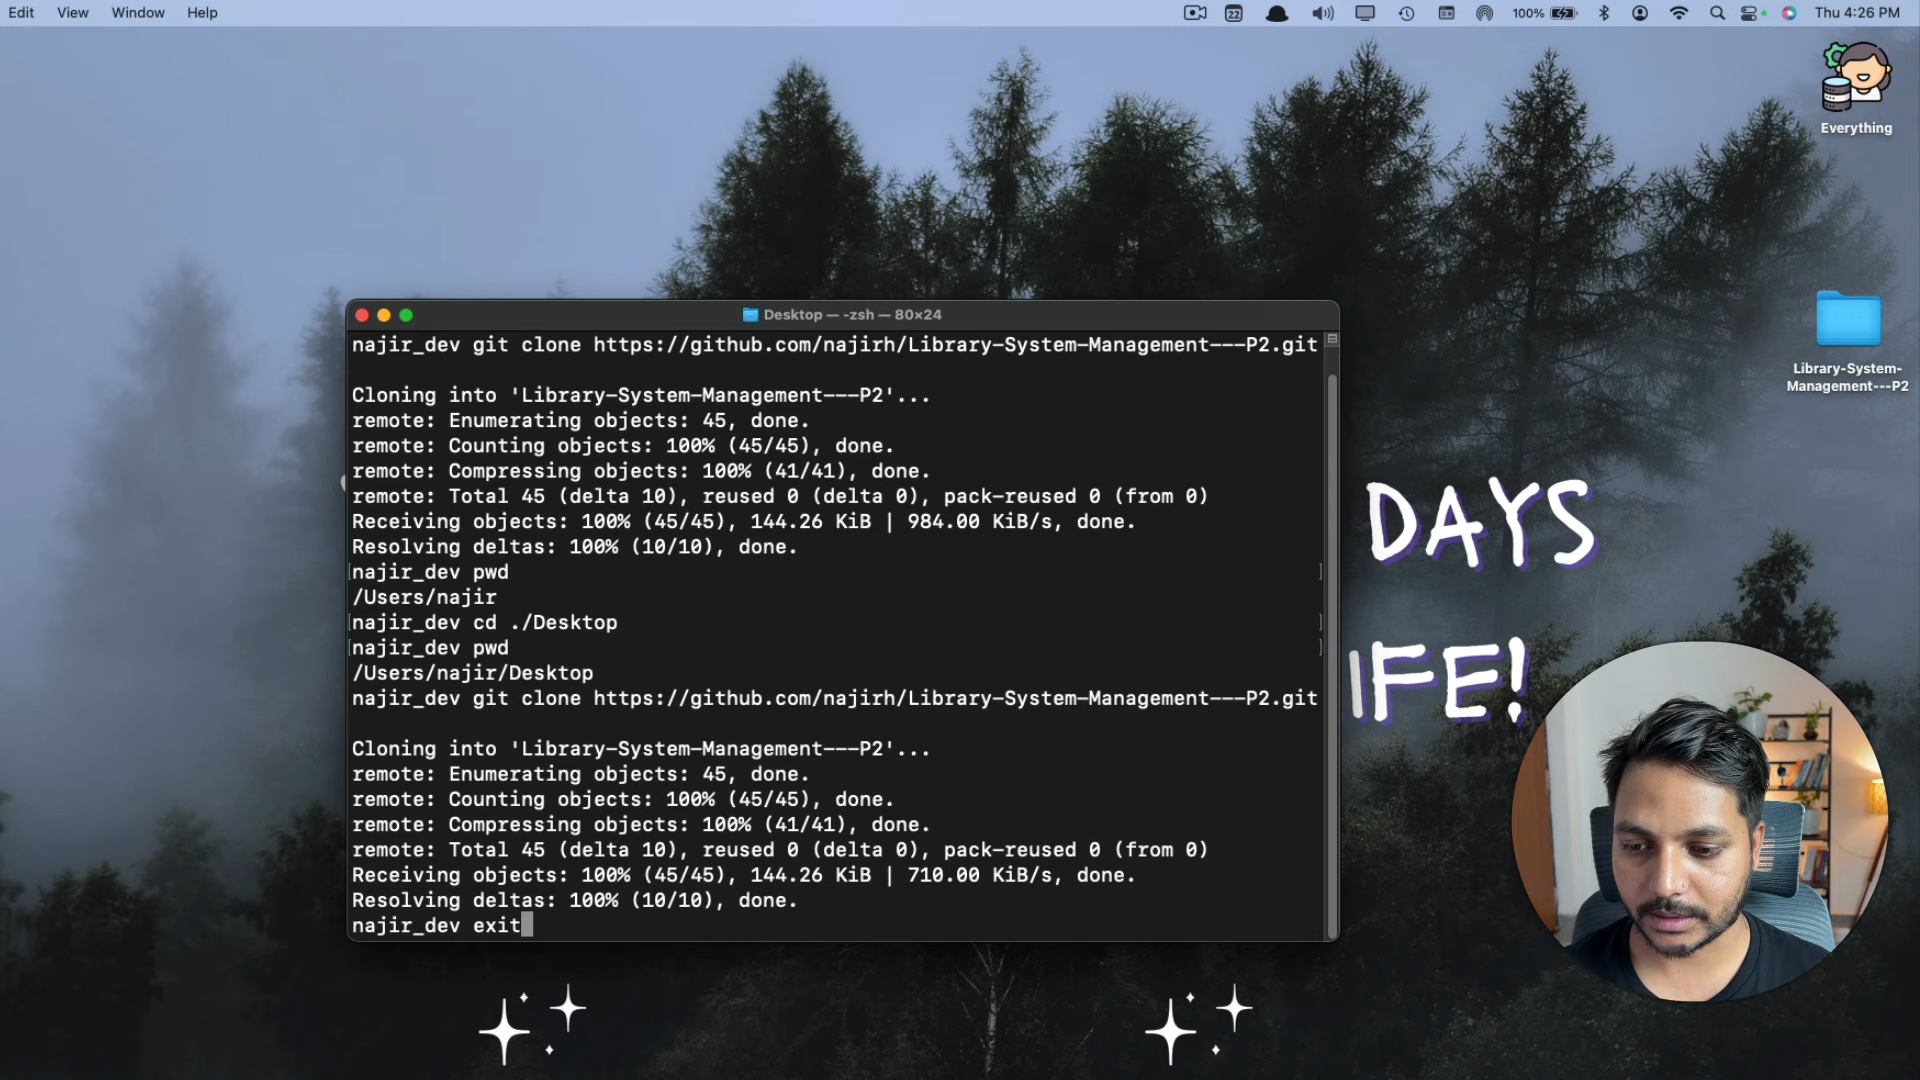 Edit View Window Help
22
100%
Thu 4:26 PM
Everything
Library-System-
Management---P2
Desktop — -zsh — 80×24
najir_dev git clone https://github.com/najirh/Library-System-Management---P2.git
Cloning into 'Library-System-Management---P2'...
remote: Enumerating objects: 45, done.
remote: Counting objects: 100% (45/45), done.
remote: Compressing objects: 100% (41/41), done.
remote: Total 45 (delta 10), reused 0 (delta 0), pack-reused 0 (from 0)
Receiving objects: 100% (45/45), 144.26 KiB | 984.00 KiB/s, done.
Resolving deltas: 100% (10/10), done.
[najir_dev pwd ]
/Users/najir
[najir_dev cd ./Desktop ]
[najir_dev pwd ]
/Users/najir/Desktop
najir_dev git clone https://github.com/najirh/Library-System-Management---P2.git
Cloning into 'Library-System-Management---P2'...
remote: Enumerating objects: 45, done.
remote: Counting objects: 100% (45/45), done.
remote: Compressing objects: 100% (41/41), done.
remote: Total 45 (delta 10), reused 0 (delta 0), pack-reused 0 (from 0)
Receiving objects: 100% (45/45), 144.26 KiB | 710.00 KiB/s, done.
Resolving deltas: 100% (10/10), done.
najir_dev exit
DAYS
IFE!